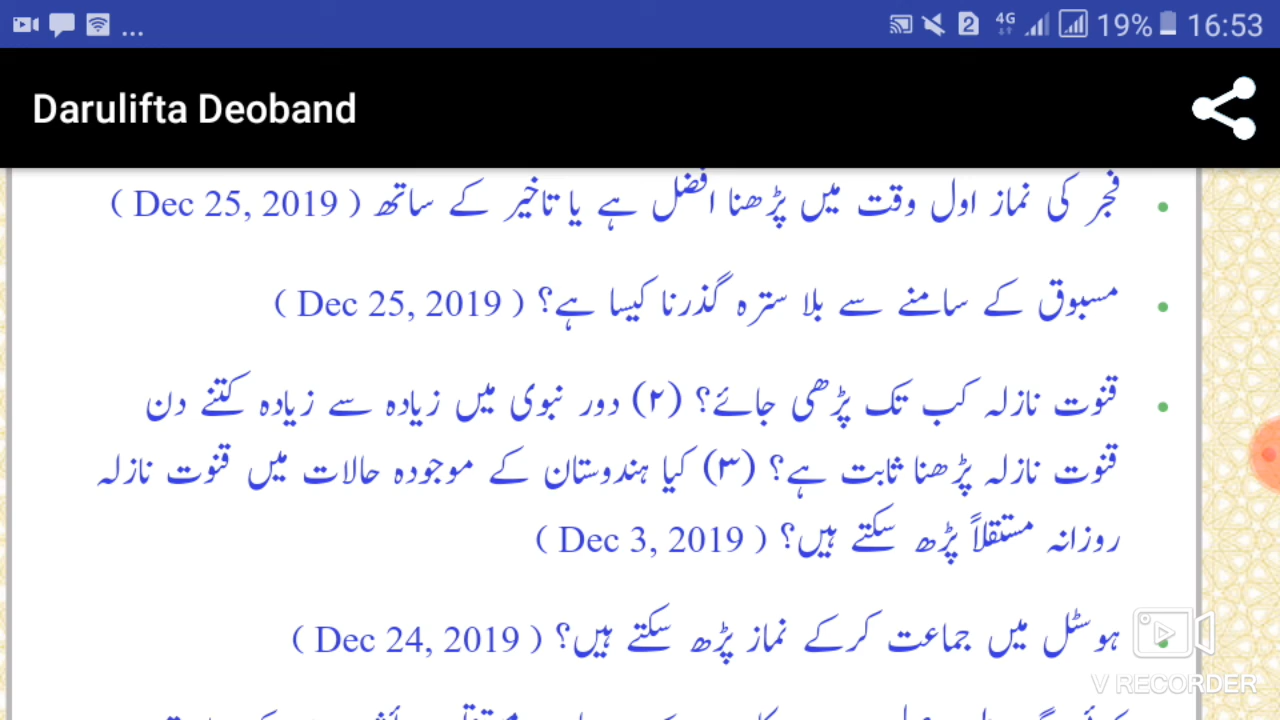 ... 4G 2 19% 16:53
Darulifta Deoband
فجر کی نماز اول وقت میں پڑھنا افضل ہے یا تاخیر کے ساتھ ( Dec 25, 2019 )
مسبوق کے سامنے سے بلا سترہ گذرنا کیسا ہے؟ ( Dec 25, 2019 )
قنوت نازلہ کب تک پڑھی جائے؟ (۲) دور نبوی میں زیادہ سے زیادہ کتنے دن
قنوت نازلہ پڑھنا ثابت ہے؟ (۳) کیا ہندوستان کے موجودہ حالات میں قنوت نازلہ
روزانہ مستقلاً پڑھ سکتے ہیں؟ ( Dec 3, 2019 )
ہوسٹل میں جماعت کرکے نماز پڑھ سکتے ہیں؟ ( Dec 24, 2019 )
V RECORDER